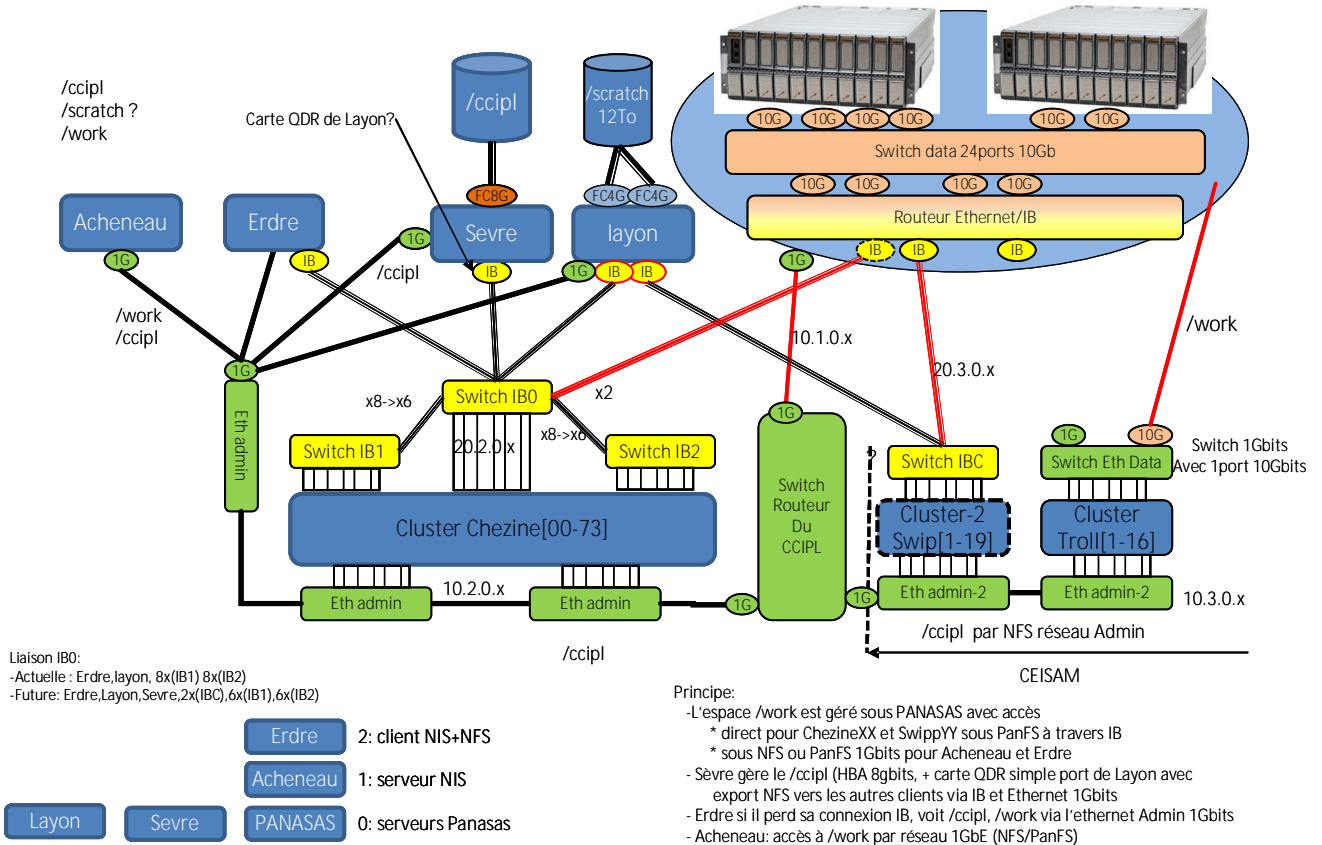 /ccipl
/scratch ?
/work
Carte QDR de Layon?
/ccipl
/scratch
12To
10G
10G
10G
10G
10G
10G
Switch data 24ports 10Gb
10G
10G
10G
10G
Routeur Ethernet/IB
FC8G
FC4G
FC4G
Acheneau
Erdre
Sevre
layon
1G
IB
1G
IB
1G
IB
IB
1G
IB
IB
IB
/ccipl
/work
/ccipl
/work
10.1.0.x
20.3.0.x
1G
Eth admin
x8->x6
Switch IB0
x2
20.2.0.x
x8->x6
Switch IB1
Switch IB2
1G
Switch
Routeur
Du
CCIPL
?
Switch IBC
1G
10G
Switch Eth Data
Switch 1Gbits
Avec 1port 10Gbits
Cluster Chezine[00-73]
Cluster-2
Swip[1-19]
Cluster
Troll[1-16]
Eth admin
10.2.0.x
Eth admin
1G
1G
Eth admin-2
Eth admin-2
10.3.0.x
/ccipl
/ccipl par NFS réseau Admin
CEISAM
Liaison IB0:
-Actuelle : Erdre,layon, 8x(IB1) 8x(IB2)
-Future: Erdre,Layon,Sevre,2x(IBC),6x(IB1),6x(IB2)
Erdre
2: client NIS+NFS
Acheneau
1: serveur NIS
Layon
Sevre
PANASAS
0: serveurs Panasas
Principe:
-L'espace /work est géré sous PANASAS avec accès
* direct pour ChezineXX et SwippYY sous PanFS à travers IB
* sous NFS ou PanFS 1Gbits pour Acheneau et Erdre
- Sèvre gère le /ccipl (HBA 8gbits, + carte QDR simple port de Layon avec
export NFS vers les autres clients via IB et Ethernet 1Gbits
- Erdre si il perd sa connexion IB, voit /ccipl, /work via l'ethernet Admin 1Gbits
- Acheneau: accès à /work par réseau 1GbE (NFS/PanFS)